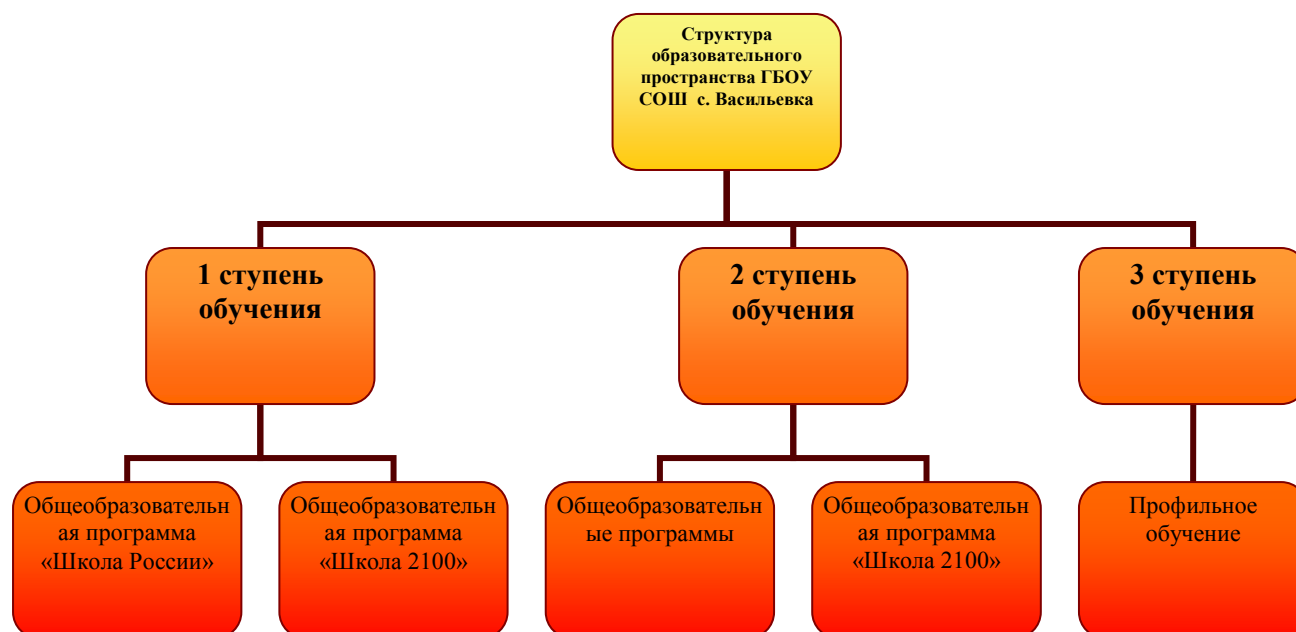 Структура
образовательного
пространства ГБОУ
СОШ с. Васильевка
1 ступень
обучения
2 ступень
обучения
3 ступень
обучения
Общеобразовательн
ая программа
«Школа России»
Общеобразовательн
ая программа
«Школа 2100»
Общеобразовательн
ые программы
Общеобразовательн
ая программа
«Школа 2100»
Профильное
обучение